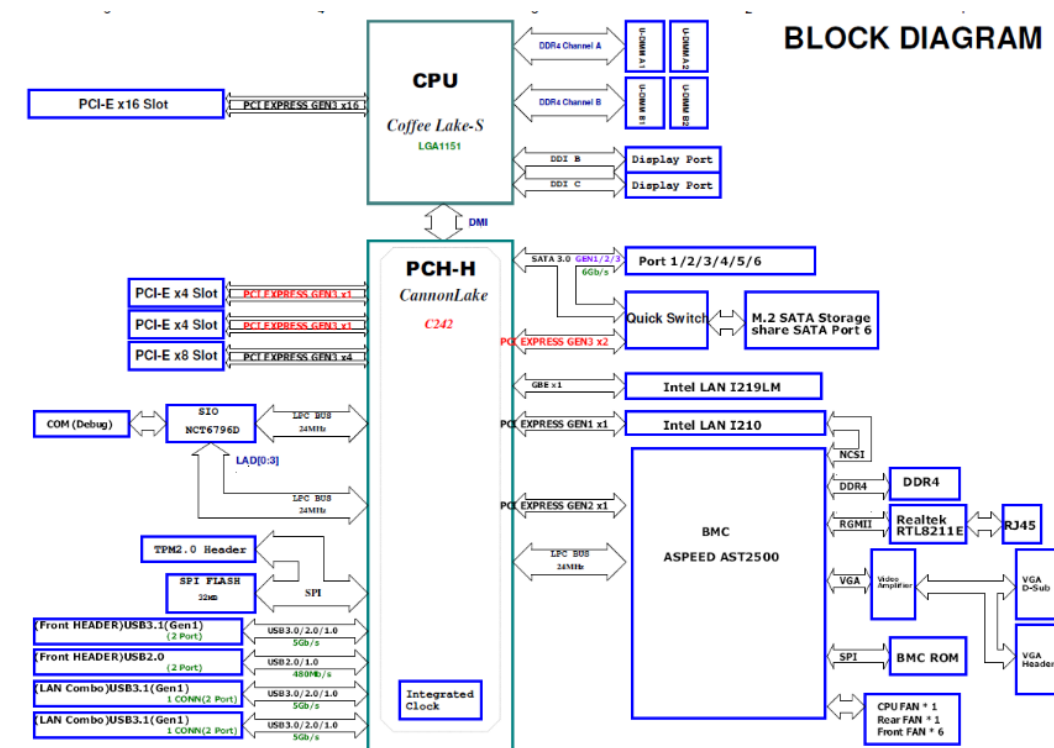 BLOCK DIAGRAM
CPU
Coffee Lake-S
LGA1151
PCI-E x16 Slot
PCI EXPRESS GEN3 x16
DDR4 Channel A
U-DIMM A1
U-DIMM A2
DDR4 Channel B
U-DIMM B1
U-DIMM B2
DDI B
Display Port
DDI C
Display Port
DMI
PCH-H
CannonLake
C242
Integrated
Clock
PCI-E x4 Slot
PCI EXPRESS GEN3 x1
PCI-E x4 Slot
PCI EXPRESS GEN3 x1
PCI-E x8 Slot
PCI EXPRESS GEN3 x4
COM (Debug)
SIO
NCT6796D
LPC BUS
24MHz
LAD[0:3]
LPC BUS
24MHz
TPM2.0 Header
SPI FLASH
32MB
SPI
(Front HEADER)USB3.1(Gen1)
(2 Port)
USB3.0/2.0/1.0
5Gb/s
(Front HEADER)USB2.0
(2 Port)
USB2.0/1.0
480Mb/s
(LAN Combo)USB3.1(Gen1)
1 CONN(2 Port)
USB3.0/2.0/1.0
5Gb/s
(LAN Combo)USB3.1(Gen1)
1 CONN(2 Port)
USB3.0/2.0/1.0
5Gb/s
SATA 3.0 GEN1/2/3
6Gb/s
Port 1/2/3/4/5/6
Quick Switch
M.2 SATA Storage
share SATA Port 6
PCI EXPRESS GEN3 x2
GBE x1
Intel LAN I219LM
PCI EXPRESS GEN1 x1
Intel LAN I210
NCSI
PCI EXPRESS GEN2 x1
LPC BUS
24MHz
BMC
ASPEED AST2500
DDR4
DDR4
RGMII
Realtek
RTL8211E
RJ45
VGA
Video
Amplifier
VGA
D-Sub
VGA
Header
SPI
BMC ROM
CPU FAN * 1
Rear FAN * 1
Front FAN * 6